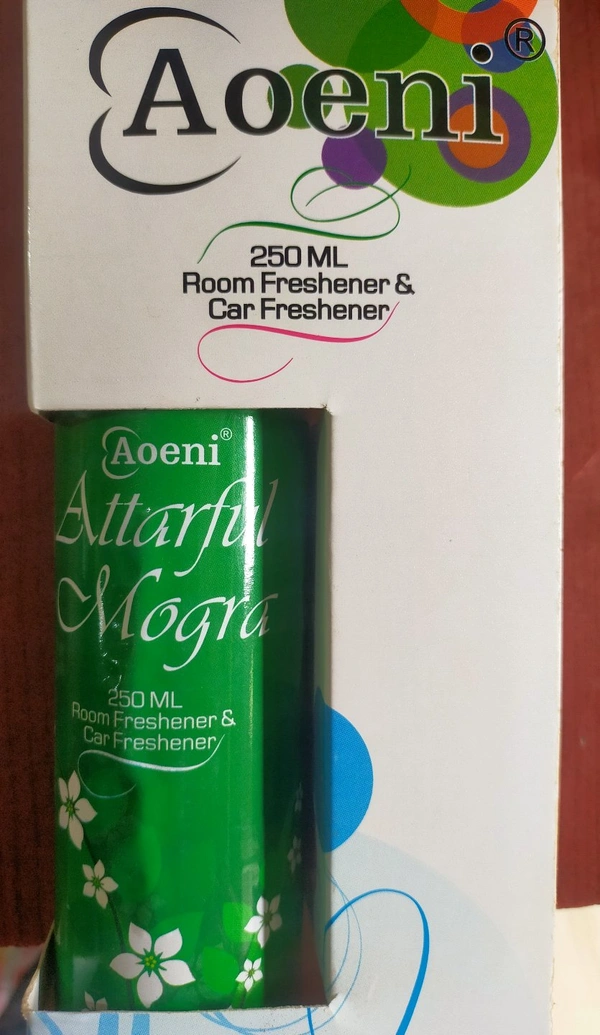 Aoeni®
250 ML
Room Freshener &
Car Freshener
Aoeni®
Attarful
Mogra
250 ML
Room Freshener &
Car Freshener